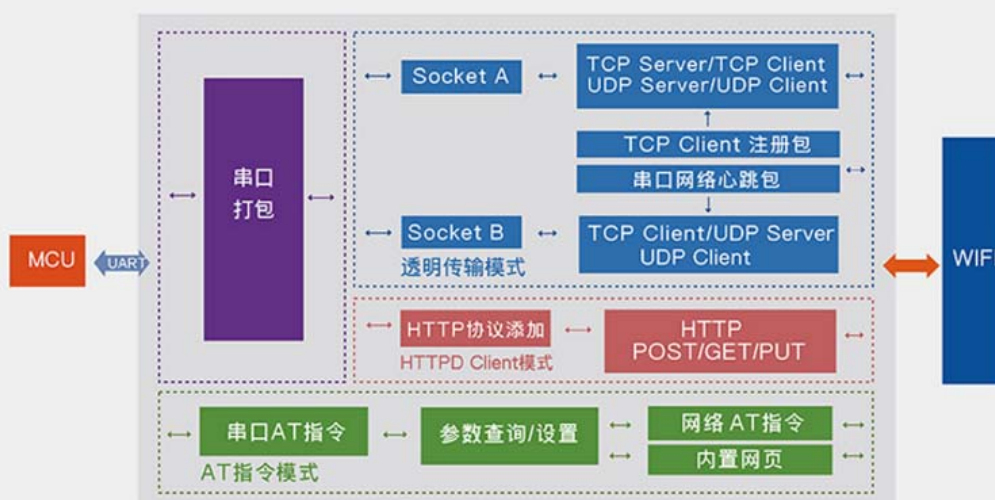 MCU
UART
串口
打包
Socket A
TCP Server/TCP Client
UDP Server/UDP Client
TCP Client 注册包
串口网络心跳包
Socket B
TCP Client/UDP Server
UDP Client
透明传输模式
HTTP协议添加
HTTP
POST/GET/PUT
HTTPD Client模式
串口AT指令
参数查询/设置
网络 AT指令
内置网页
AT指令模式
WIFI